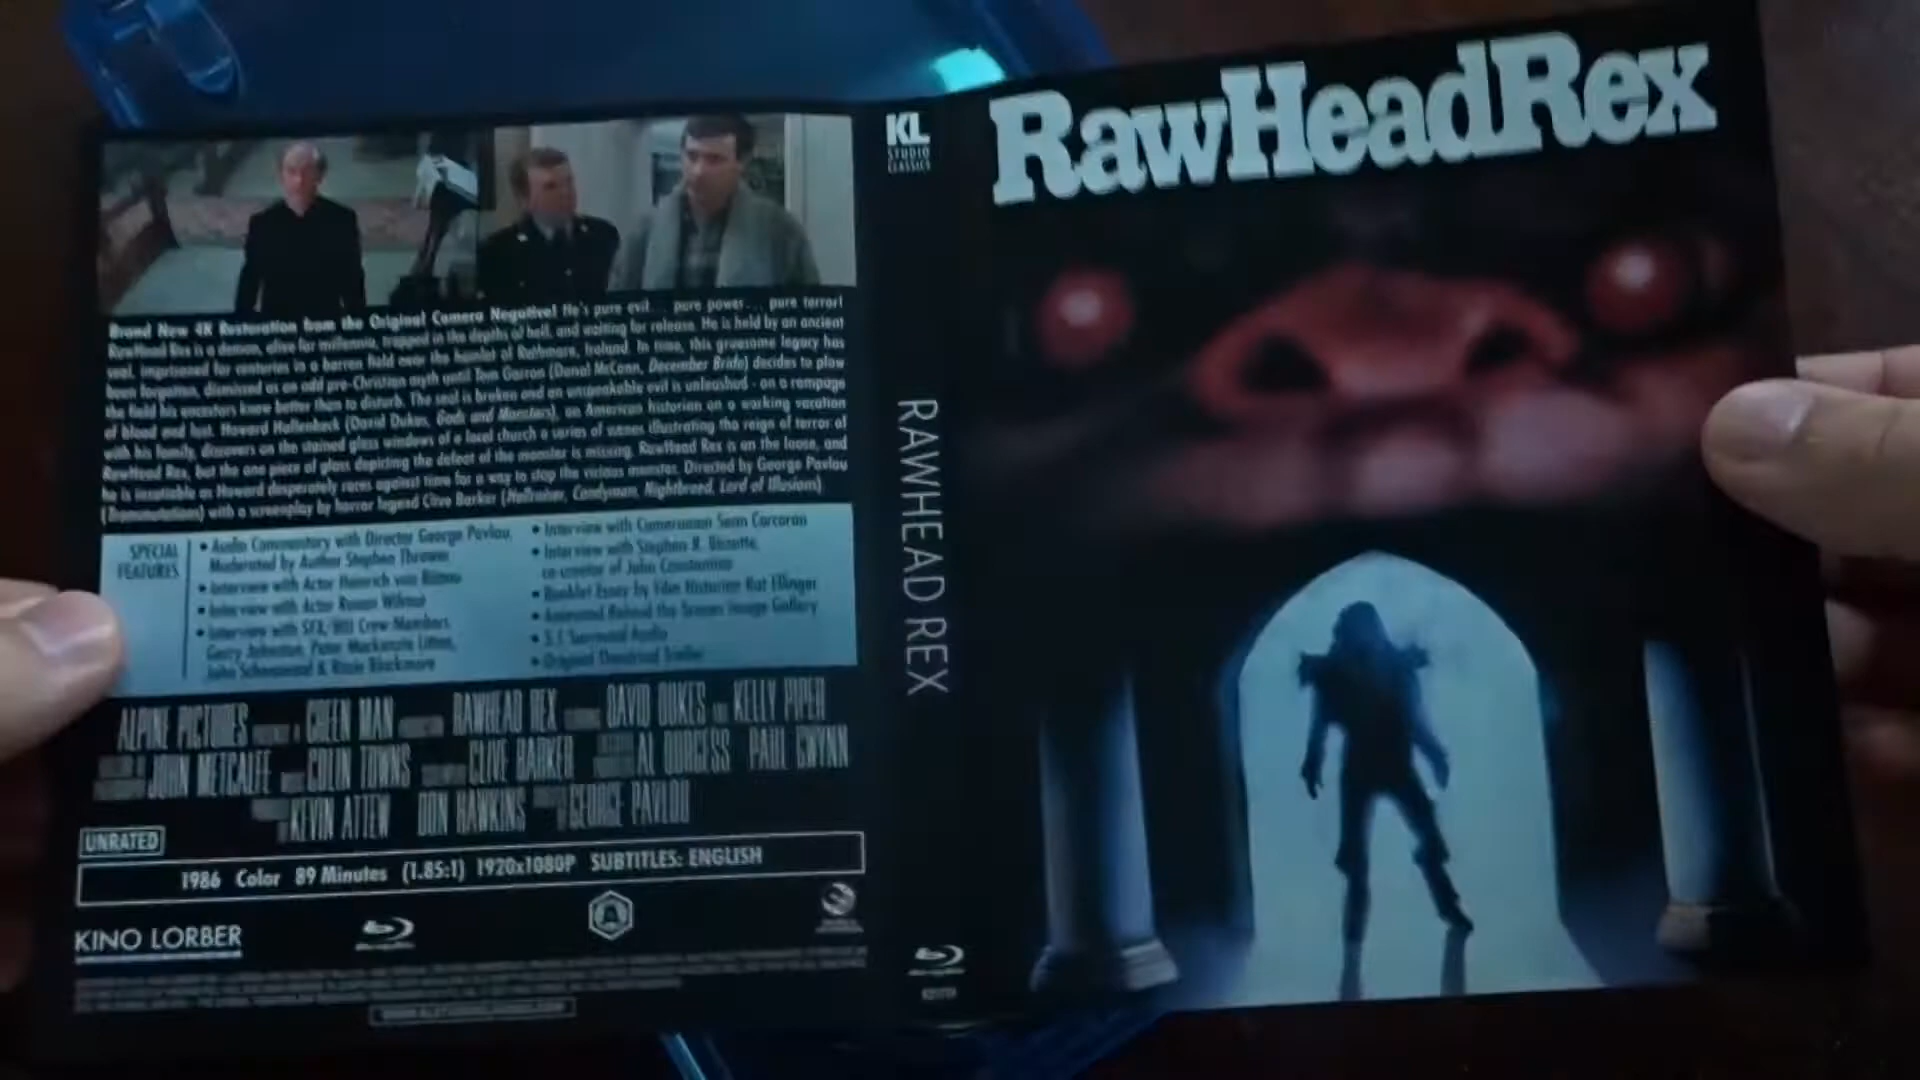 Brand New 4K Restoration from the Original Camera Negative! He's pure evil... pure power... pure terror!
RawHead Rex is a demon, alive for millennia, trapped in the depths of hell, and waiting for release. He is held by an ancient
seal, imprisoned for centuries in a barren field near the hamlet of Rathmore, Ireland. In time, this gruesome legacy has
been forgotten, dismissed as an odd pre-Christian myth until Tom Garron (Donal McCann, December Bride) decides to plow
the field his ancestors knew better than to disturb. The seal is broken and an unspeakable evil is unleashed - on a rampage
of blood and lust. Howard Hallenbeck (David Dukes, Gods and Monsters), an American historian on a working vacation
with his family, discovers on the stained glass windows of a local church a series of scenes illustrating the reign of terror of
RawHead Rex, but the one piece of glass depicting the defeat of the monster is missing. RawHead Rex is on the loose, and
he is insatiable as Howard desperately races against time for a way to stop the vicious monster. Directed by George Pavlou
(Transmutations) with a screenplay by horror legend Clive Barker (Hellraiser, Candyman, Nightbreed, Lord of Illusions)
SPECIAL
FEATURES
• Audio Commentary with Director George Pavlou,
Moderated by Author Stephen Thrower
• Interview with Actor Heinrich von Bünau
• Interview with Actor Ronan Wilmot
• Interview with SFX Crew Members
Gerry Johnston, Peter Mackenzie Litten,
John Schoonraad & Rosie Blackmore
• Interview with Cameraman Sean Corcoran
• Interview with Stephen R. Bissette,
co-creator of John Constantine
• Booklet Essay by Film Historian Kat Ellinger
• Animated Behind the Scenes Image Gallery
• 5.1 Surround Audio
• Original Theatrical Trailer
ALPINE PICTURES GREEN MAN RAWHEAD REX DAVID DUKES KELLY PIPER
JOHN METCALFE COLIN TOWNS CLIVE BARKER AL BURGESS PAUL GWYNN
KEVIN ATTEW DON HAWKINS GEORGE PAVLOU
UNRATED
1986 Color 89 Minutes (1.85:1) 1920x1080P SUBTITLES: ENGLISH
KINO LORBER
KL
STUDIO
CLASSICS
RAWHEAD REX
RawHeadRex